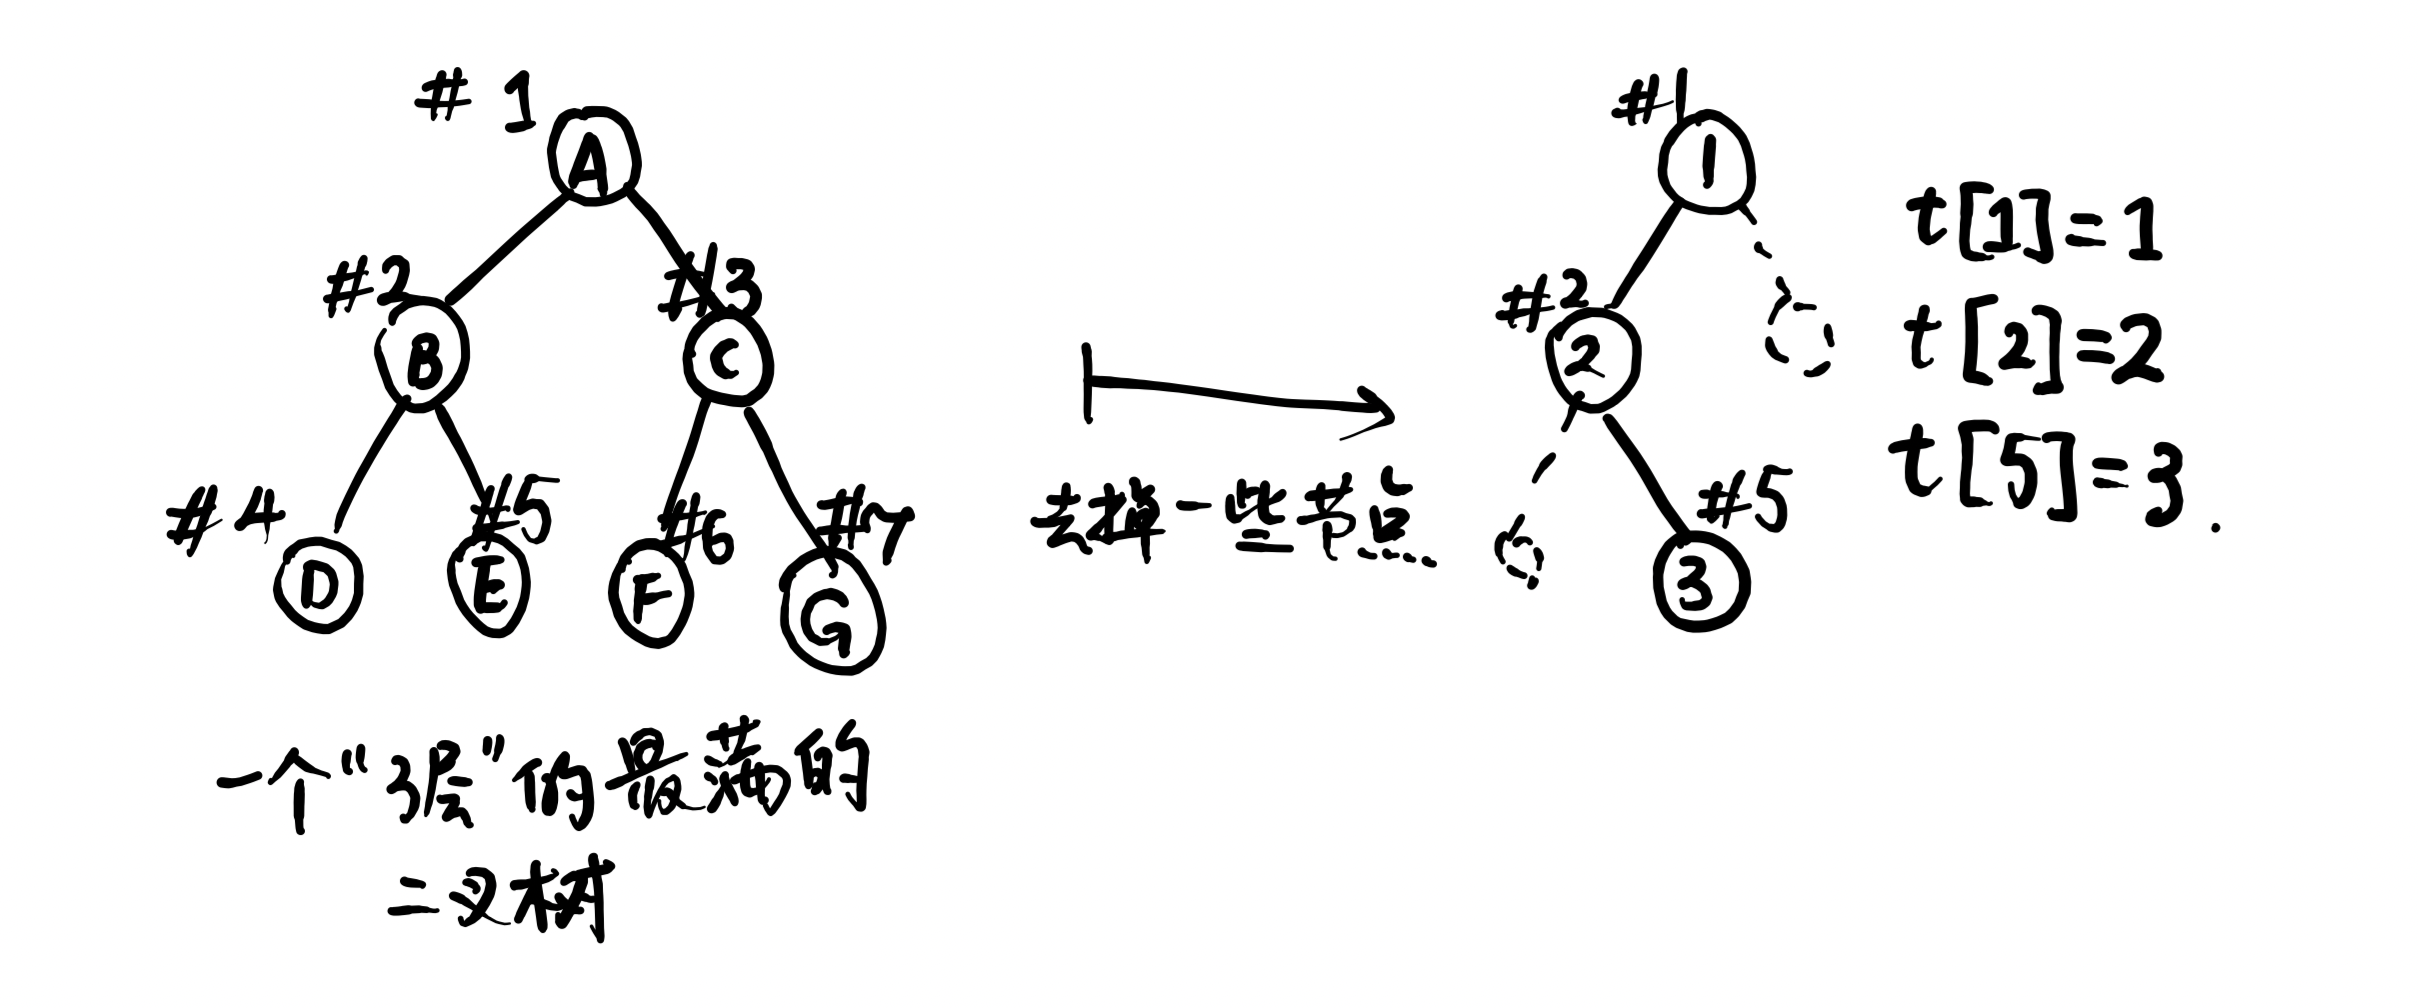 # 1
A
#2
#3
B
C
#4
#5
#6
#7
D
E
F
G
一个“3层”的最满的
二叉树
去掉一些节点......
#1
1
#2
2
#5
3
t[1]=1
t[2]=2
t[5]=3.